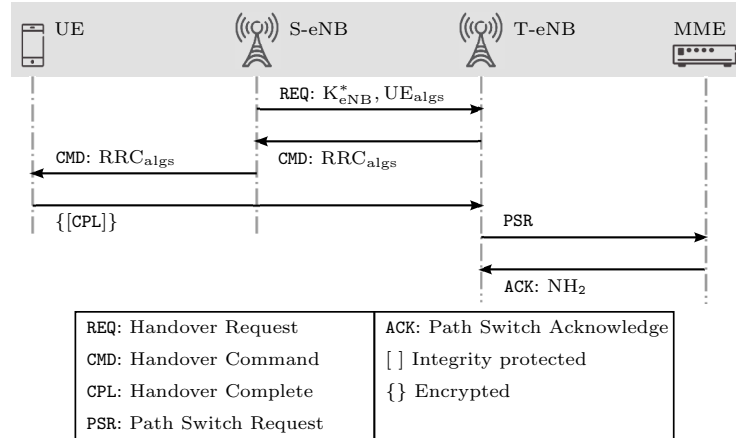 UE S-eNB T-eNB MME
REQ: K*eNB, UEalgs
CMD: RRCalgs
CMD: RRCalgs
{[CPL]}
PSR
ACK: NH2
REQ: Handover Request
CMD: Handover Command
CPL: Handover Complete
PSR: Path Switch Request
ACK: Path Switch Acknowledge
[ ] Integrity protected
{} Encrypted